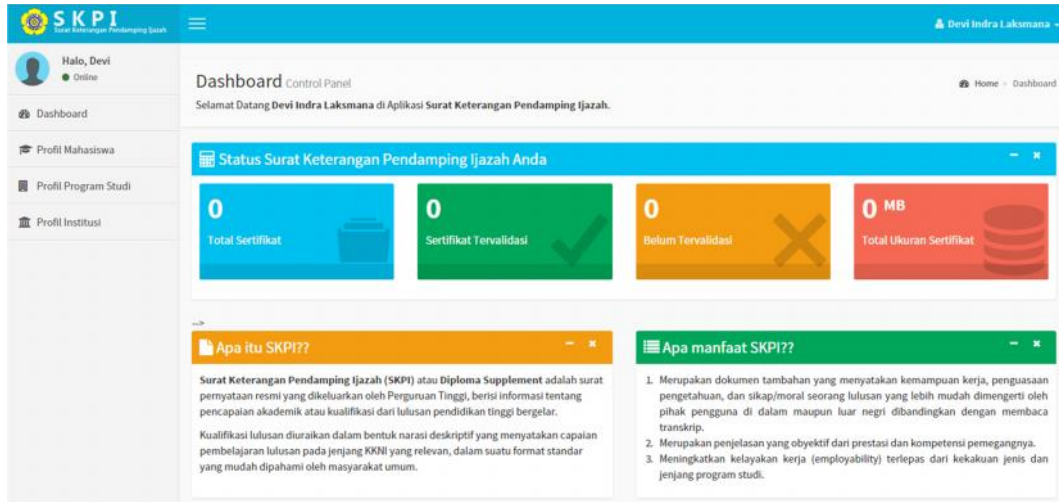 SKPI
Surat Keterangan Pendamping Ijazah
Devi Indra Laksmana
Halo, Devi
Online
Dashboard
Profil Mahasiswa
Profil Program Studi
Profil Institusi
Dashboard Control Panel
Home > Dashboard
Selamat Datang Devi Indra Laksmana di Aplikasi Surat Keterangan Pendamping Ijazah.
Status Surat Keterangan Pendamping Ijazah Anda
0
Total Sertifikat
0
Sertifikat Tervalidasi
0
Belum Tervalidasi
0 MB
Total Ukuran Sertifikat
-->
Apa itu SKPI??
Surat Keterangan Pendamping Ijazah (SKPI) atau Diploma Supplement adalah surat
pernyataan resmi yang dikeluarkan oleh Perguruan Tinggi, berisi informasi tentang
pencapaian akademik atau kualifikasi dari lulusan pendidikan tinggi bergelar.
Kualifikasi lulusan diuraikan dalam bentuk narasi deskriptif yang menyatakan capaian
pembelajaran lulusan pada jenjang KKNI yang relevan, dalam suatu format standar
yang mudah dipahami oleh masyarakat umum.
Apa manfaat SKPI??
1. Merupakan dokumen tambahan yang menyatakan kemampuan kerja, penguasaan
pengetahuan, dan sikap/moral seorang lulusan yang lebih mudah dimengerti oleh
pihak pengguna di dalam maupun luar negri dibandingkan dengan membaca
transkrip.
2. Merupakan penjelasan yang obyektif dari prestasi dan kompetensi pemegangnya.
3. Meningkatkan kelayakan kerja (employability) terlepas dari kekakuan jenis dan
jenjang program studi.